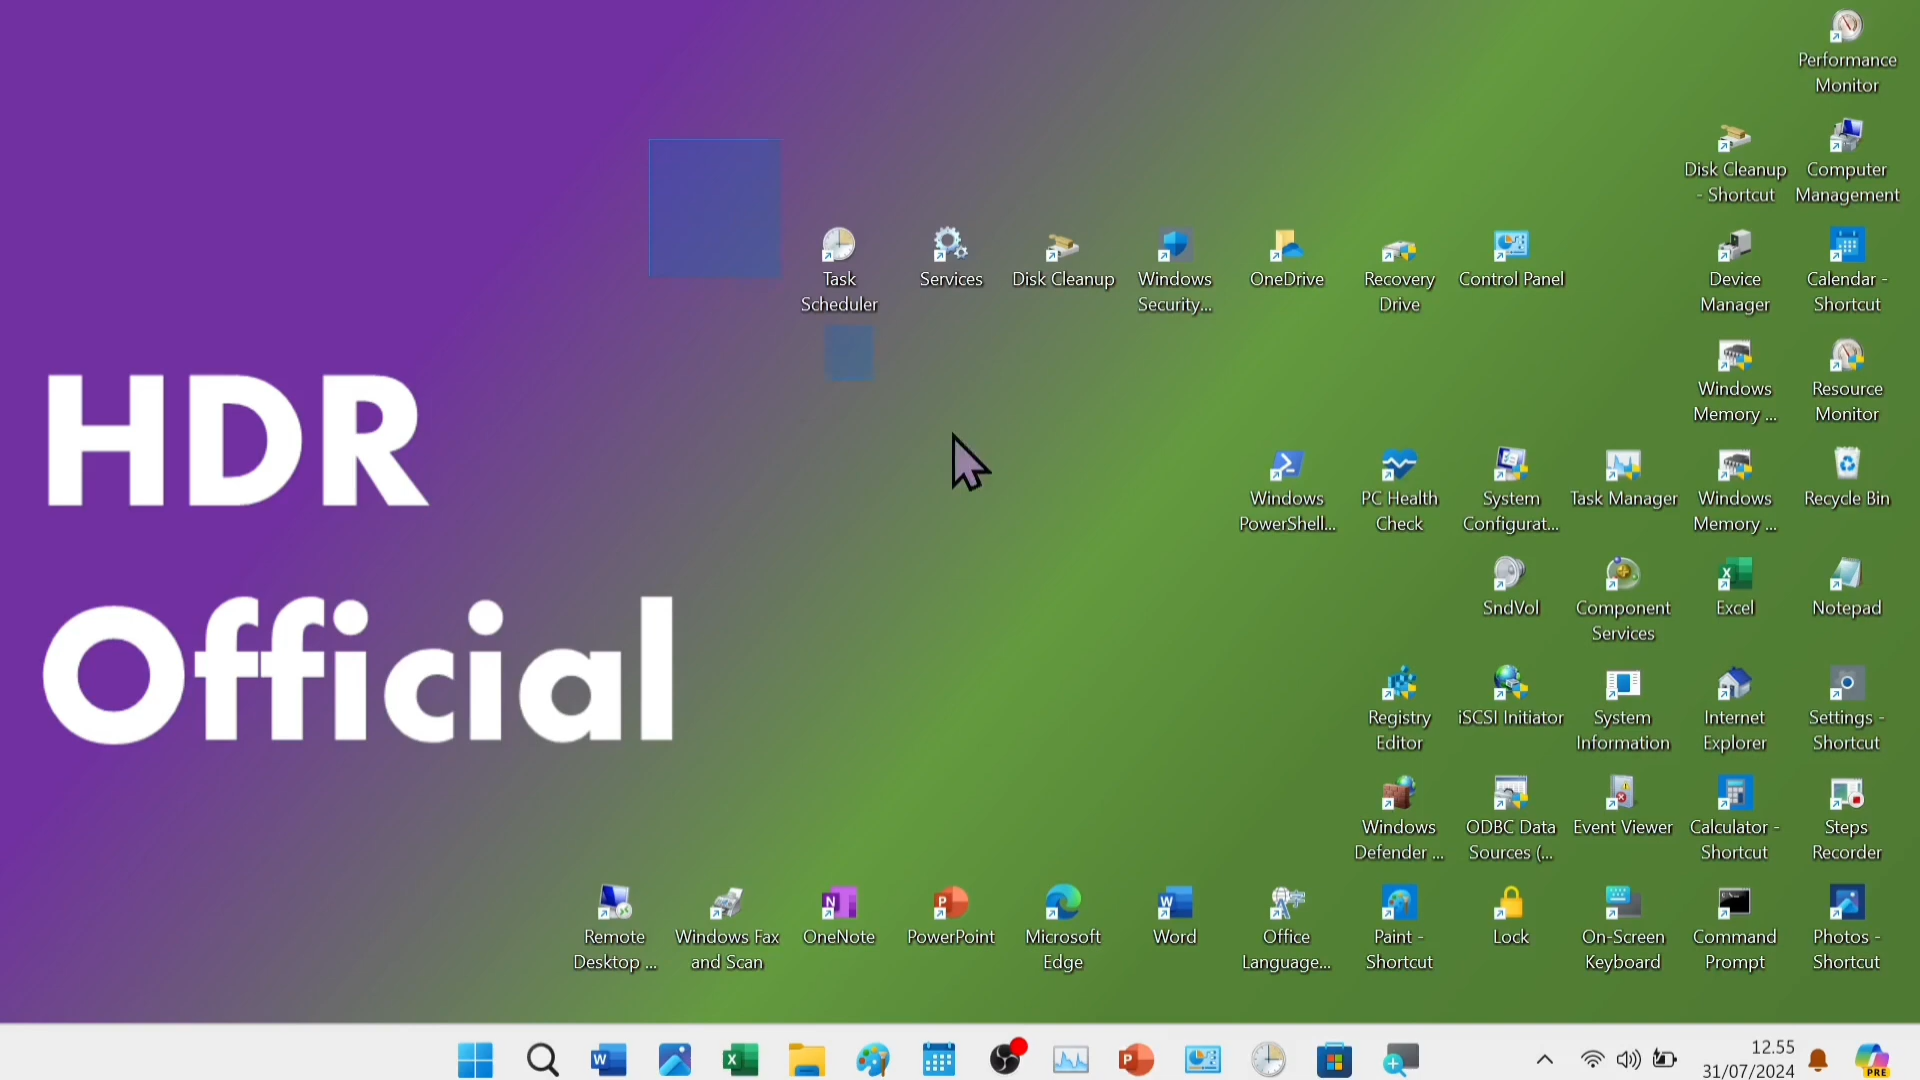 HDR
Official
Performance
Monitor
Disk Cleanup
- Shortcut
Computer
Management
Task
Scheduler
Services
Disk Cleanup
Windows
Security...
OneDrive
Recovery
Drive
Control Panel
Device
Manager
Calendar -
Shortcut
Windows
Memory ...
Resource
Monitor
Windows
PowerShell...
PC Health
Check
System
Configurat...
Task Manager
Windows
Memory ...
Recycle Bin
SndVol
Component
Services
Excel
Notepad
Registry
Editor
iSCSI Initiator
System
Information
Internet
Explorer
Settings -
Shortcut
Windows
Defender ...
ODBC Data
Sources (...
Event Viewer
Calculator -
Shortcut
Steps
Recorder
Remote
Desktop ...
Windows Fax
and Scan
OneNote
PowerPoint
Microsoft
Edge
Word
Office
Language...
Paint -
Shortcut
Lock
On-Screen
Keyboard
Command
Prompt
Photos -
Shortcut
12.55
31/07/2024
PRE